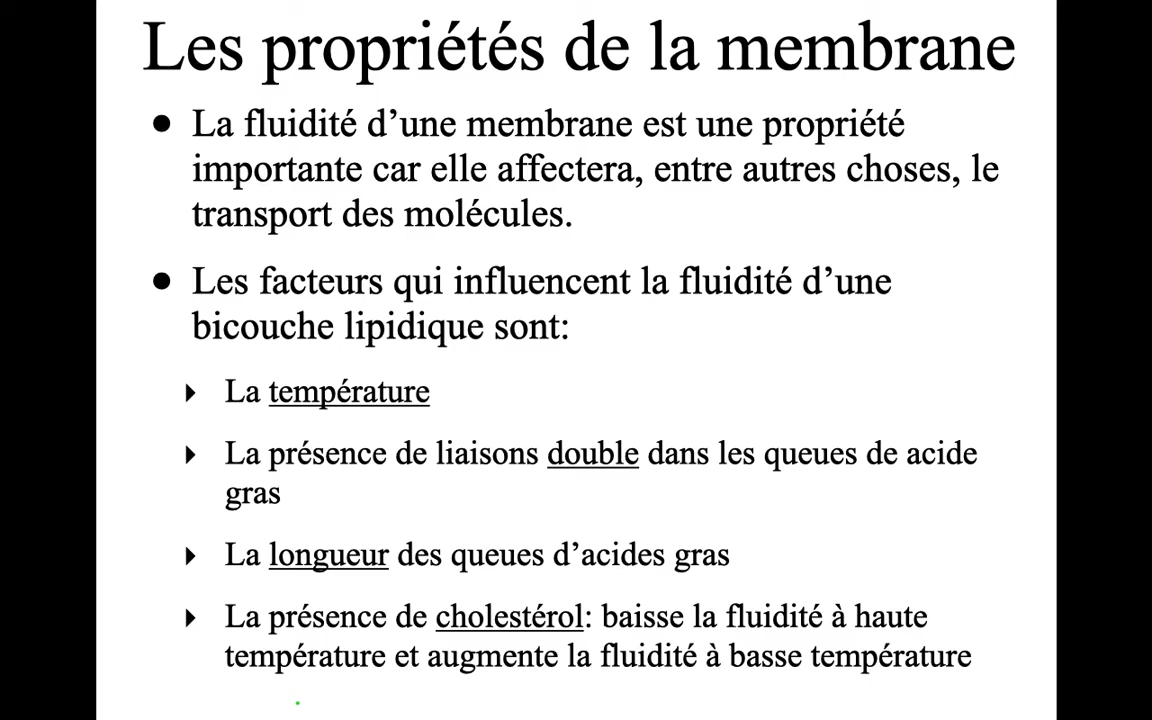 Les propriétés de la membrane
• La fluidité d’une membrane est une propriété
importante car elle affectera, entre autres choses, le
transport des molécules.
• Les facteurs qui influencent la fluidité d’une
bicouche lipidique sont:
‣ La température
‣ La présence de liaisons double dans les queues de acide
gras
‣ La longueur des queues d’acides gras
‣ La présence de cholestérol: baisse la fluidité à haute
température et augmente la fluidité à basse température